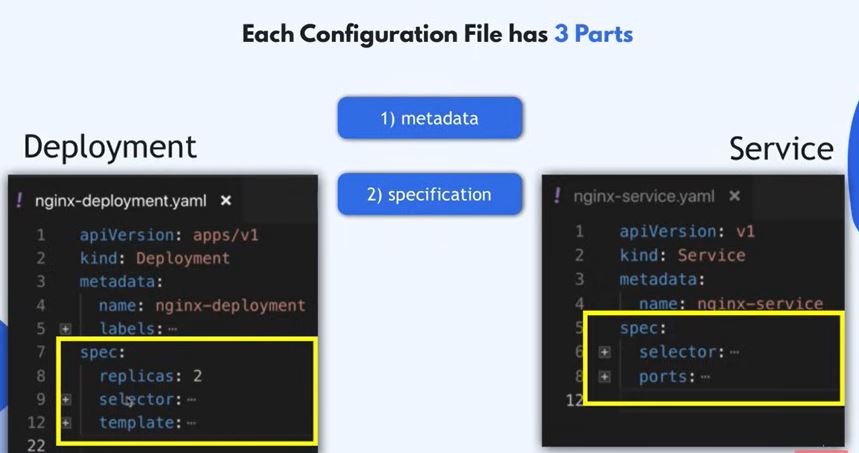 Each Configuration File has 3 Parts
1) metadata
2) specification
Deployment
! nginx-deployment.yaml ×
1 apiVersion: apps/v1
2 kind: Deployment
3 metadata:
4 name: nginx-deployment
5 labels: ⋯
7 spec:
8 replicas: 2
9 selector: ⋯
12 template: ⋯
22
Service
! nginx-service.yaml ×
1 apiVersion: v1
2 kind: Service
3 metadata:
4 name: nginx-service
5 spec:
6 selector: ⋯
8 ports: ⋯
12